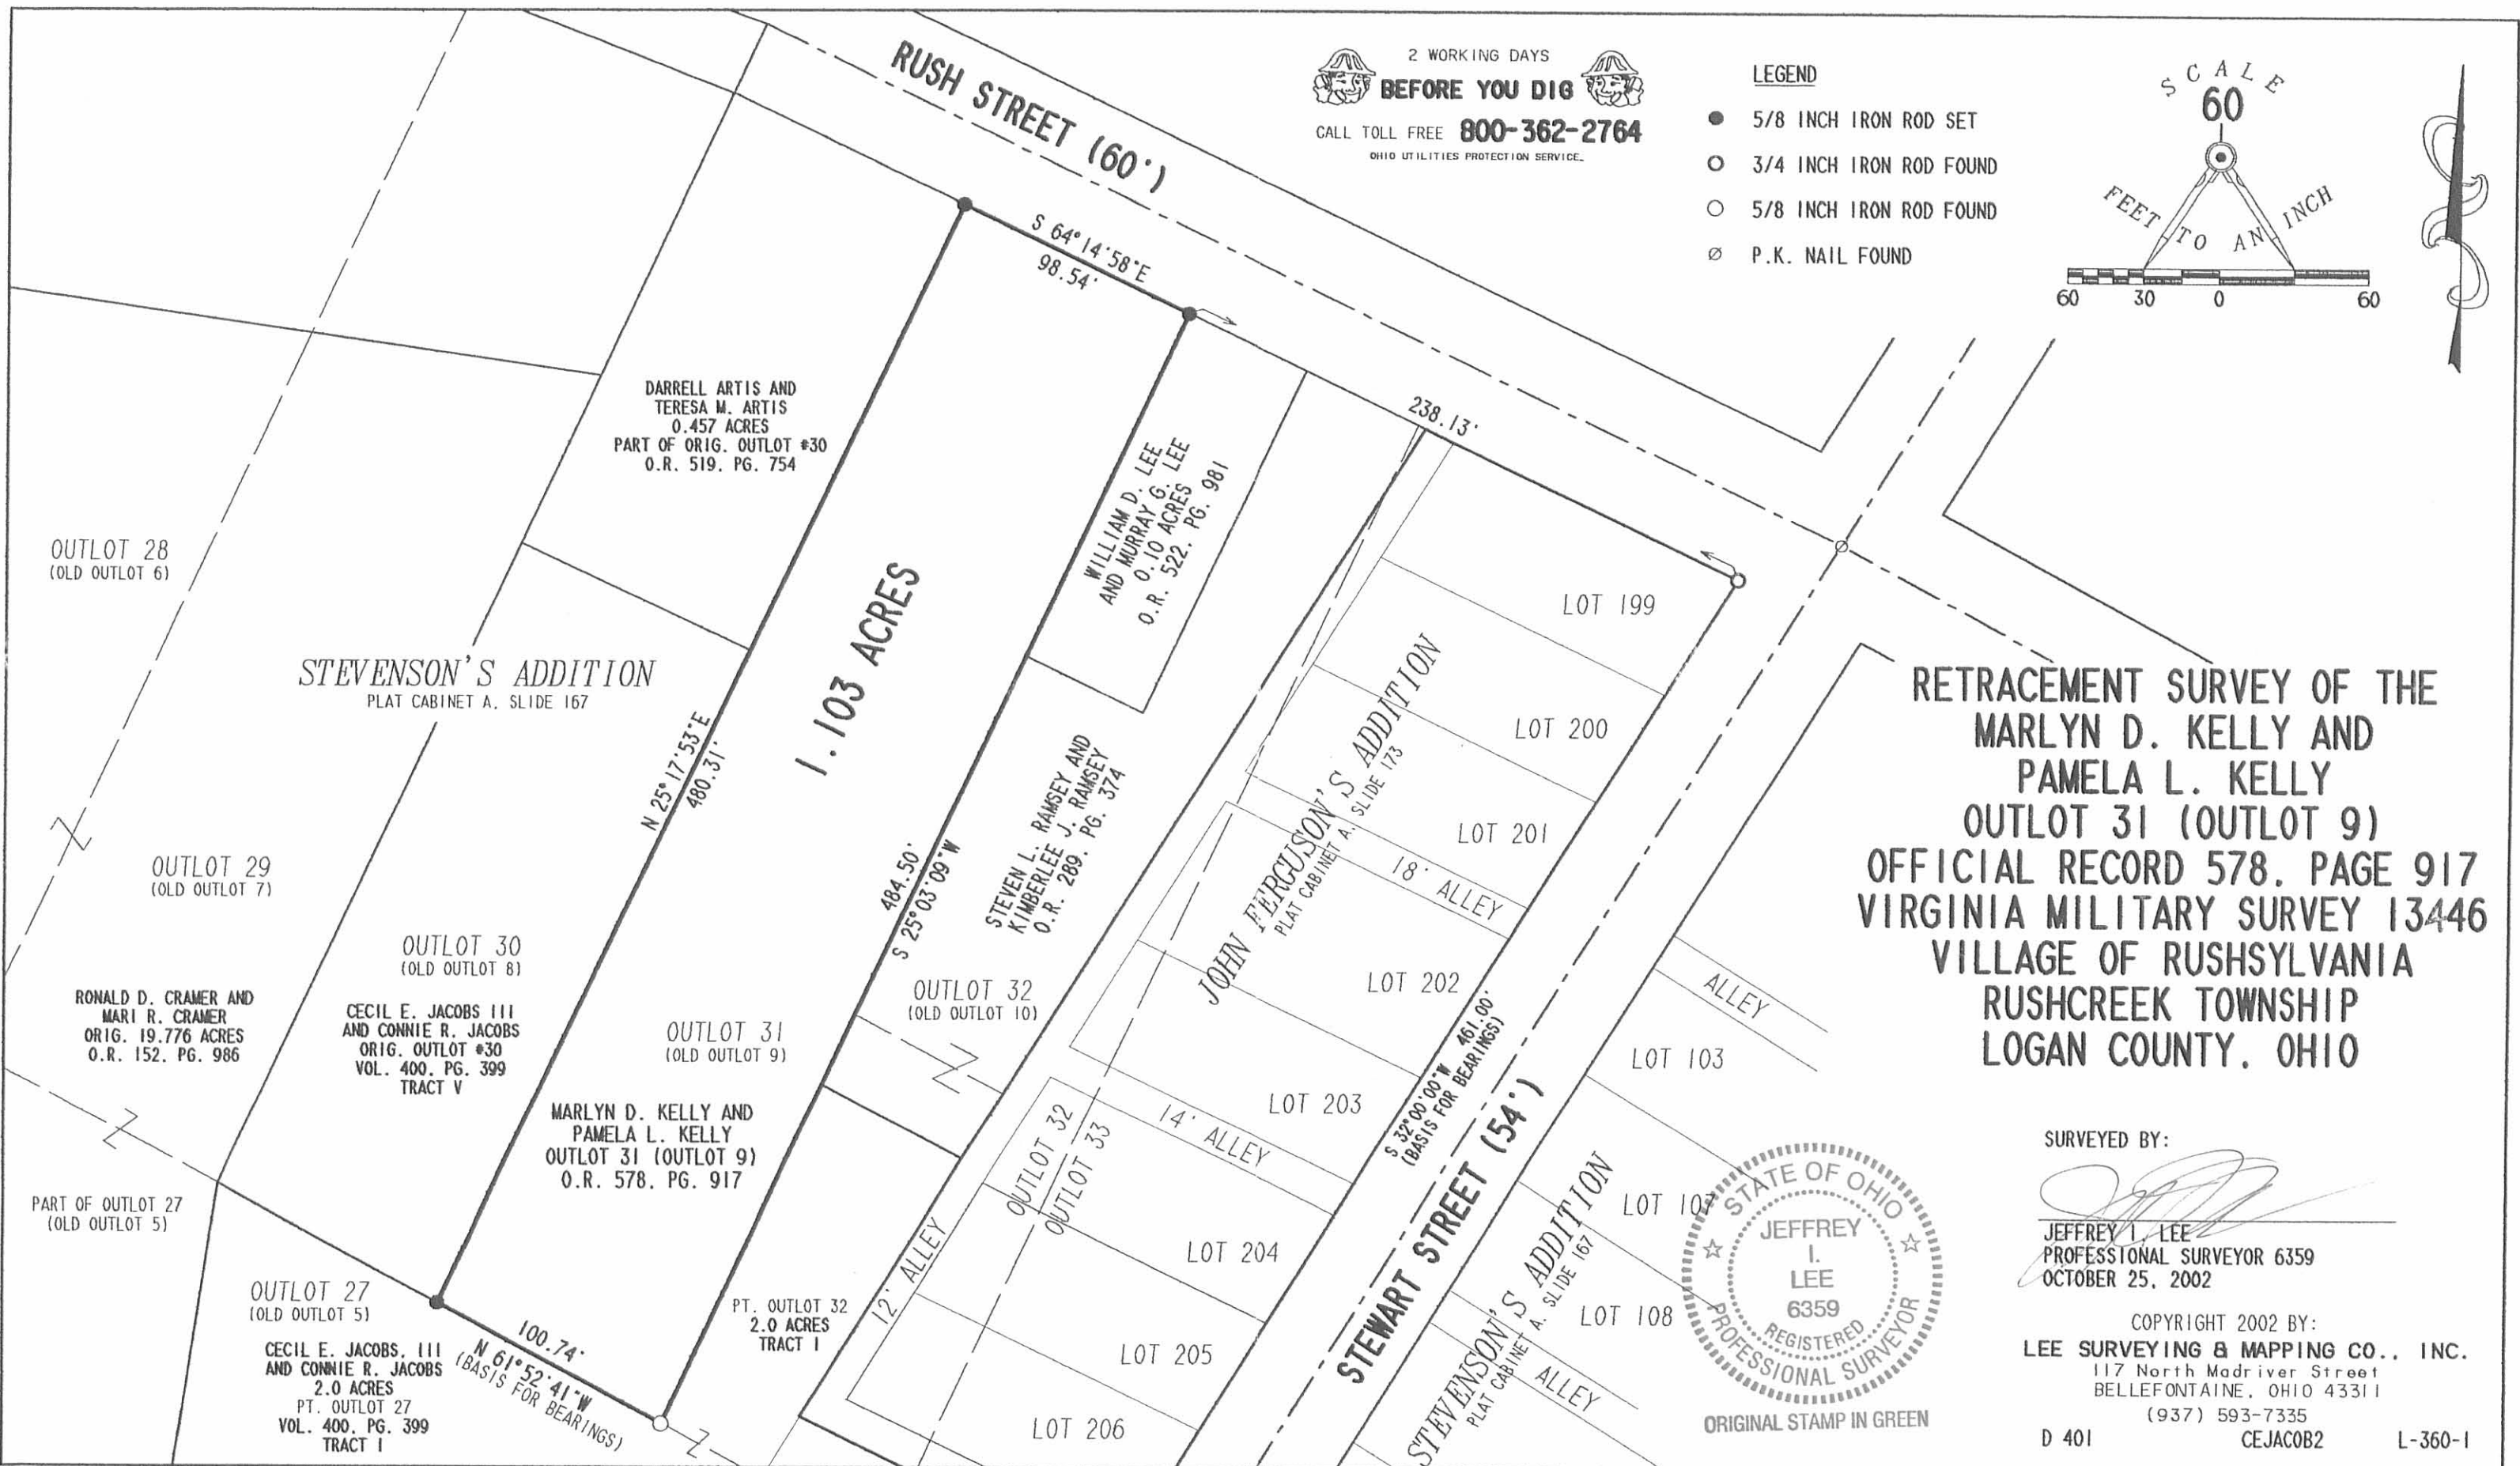 RUSH STREET (60')
2 WORKING DAYS
BEFORE YOU DIG
CALL TOLL FREE 800-362-2764
OHIO UTILITIES PROTECTION SERVICE.
LEGEND
5/8 INCH IRON ROD SET
3/4 INCH IRON ROD FOUND
5/8 INCH IRON ROD FOUND
P.K. NAIL FOUND
SCALE
60
FEET TO AN INCH
60 30 0 60
S 64°14'58"E
98.54'
238.13'
DARRELL ARTIS AND
TERESA M. ARTIS
0.457 ACRES
PART OF ORIG. OUTLOT #30
O.R. 519. PG. 754
WILLIAM D. LEE
AND MURRAY G. LEE
0.10 ACRES
O.R. 522. PG. 981
OUTLOT 28
(OLD OUTLOT 6)
1.103 ACRES
STEVENSON'S ADDITION
PLAT CABINET A. SLIDE 167
N 25°17'53"E
480.31'
484.50'
S 25°03'09"W
STEVEN L. RAMSEY AND
KIMBERLEE J. RAMSEY
O.R. 289. PG. 374
JOHN FERGUSON'S ADDITION
PLAT CABINET A. SLIDE 173
LOT 199
LOT 200
LOT 201
18' ALLEY
LOT 202
LOT 203
14' ALLEY
LOT 204
LOT 205
LOT 206
OUTLOT 29
(OLD OUTLOT 7)
RONALD D. CRAMER AND
MARI R. CRAMER
ORIG. 19.776 ACRES
O.R. 152. PG. 986
OUTLOT 30
(OLD OUTLOT 8)
CECIL E. JACOBS III
AND CONNIE R. JACOBS
ORIG. OUTLOT #30
VOL. 400. PG. 399
TRACT V
OUTLOT 31
(OLD OUTLOT 9)
MARLYN D. KELLY AND
PAMELA L. KELLY
OUTLOT 31 (OUTLOT 9)
O.R. 578. PG. 917
OUTLOT 32
(OLD OUTLOT 10)
OUTLOT 32
OUTLOT 33
12' ALLEY
PT. OUTLOT 32
2.0 ACRES
TRACT I
PART OF OUTLOT 27
(OLD OUTLOT 5)
OUTLOT 27
(OLD OUTLOT 5)
CECIL E. JACOBS, III
AND CONNIE R. JACOBS
2.0 ACRES
PT. OUTLOT 27
VOL. 400. PG. 399
TRACT I
100.74'
N 61°52'41"W
(BASIS FOR BEARINGS)
S 32°00'00"W 461.00'
(BASIS FOR BEARINGS)
STEWART STREET (54')
STEVENSON'S ADDITION
PLAT CABINET A. SLIDE 167
ALLEY
LOT 103
LOT 107
LOT 108
ALLEY
RETRACEMENT SURVEY OF THE
MARLYN D. KELLY AND
PAMELA L. KELLY
OUTLOT 31 (OUTLOT 9)
OFFICIAL RECORD 578. PAGE 917
VIRGINIA MILITARY SURVEY 13446
VILLAGE OF RUSHSYLVANIA
RUSHCREEK TOWNSHIP
LOGAN COUNTY. OHIO
STATE OF OHIO
JEFFREY
I.
LEE
6359
REGISTERED
PROFESSIONAL SURVEYOR
ORIGINAL STAMP IN GREEN
SURVEYED BY:
JEFFREY I. LEE
PROFESSIONAL SURVEYOR 6359
OCTOBER 25, 2002
COPYRIGHT 2002 BY:
LEE SURVEYING & MAPPING CO., INC.
117 North Madriver Street
BELLEFONTAINE, OHIO 43311
(937) 593-7335
D 401 CEJACOB2 L-360-1